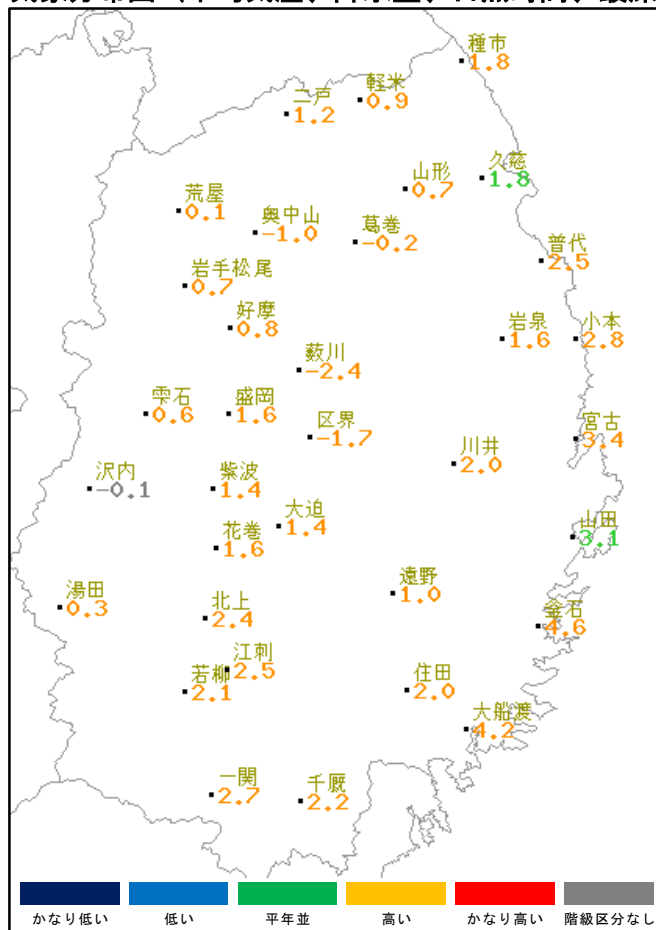 種市
1.8
軽米
0.9
二戸
1.2
久慈
1.8
山形
0.7
荒屋
0.1
奥中山
-1.0
葛巻
-0.2
普代
2.5
岩手松尾
0.7
好摩
0.8
岩泉
1.6
小本
2.8
薮川
-2.4
雫石
0.6
盛岡
1.6
区界
-1.7
宮古
3.4
川井
2.0
沢内
-0.1
紫波
1.4
大迫
1.4
山田
3.1
花巻
1.6
遠野
1.0
湯田
0.3
北上
2.4
釜石
4.6
江刺
2.5
若柳
2.1
住田
2.0
大船渡
4.2
一関
2.7
千厩
2.2
かなり低い 低い 平年並 高い かなり高い 階級区分なし